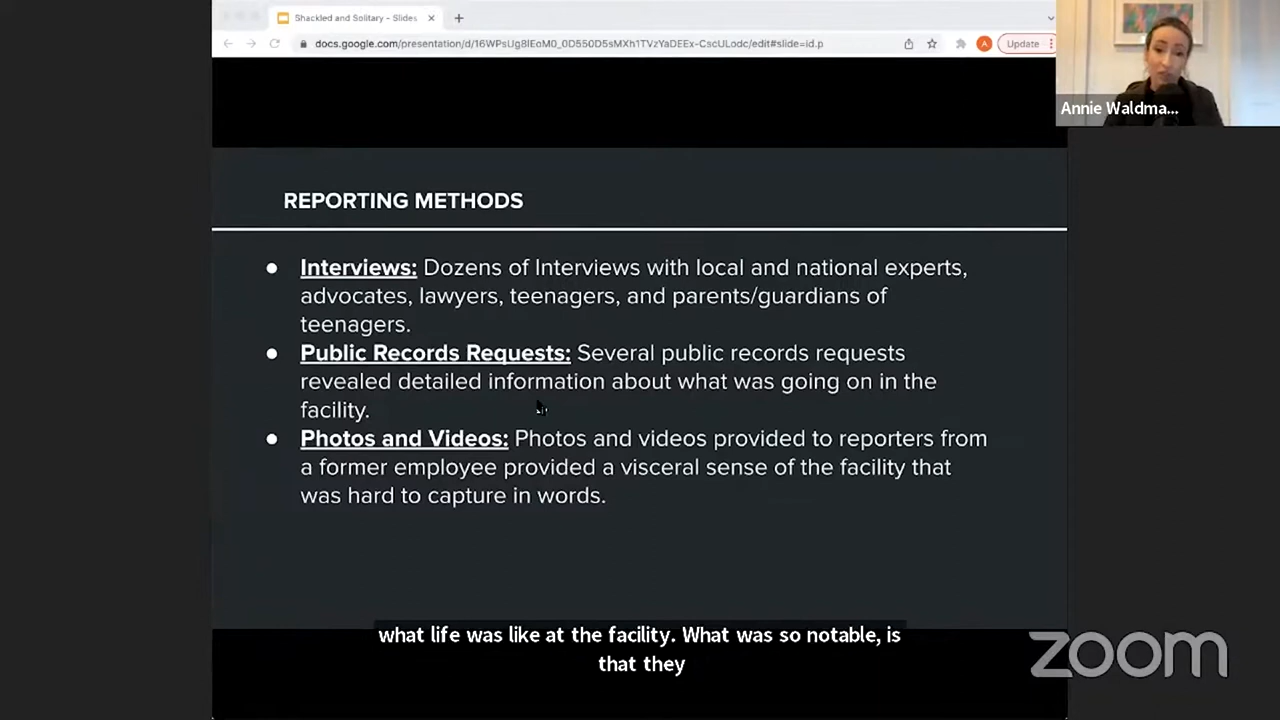 Shackled and Solitary - Slides
docs.google.com/presentation/d/16WPsUg8lEoM0_0D550D5sMXh1TVzYaDEEx-CscULodc/edit#slide=id.p
A
Update
Annie Waldma...
REPORTING METHODS
● Interviews: Dozens of Interviews with local and national experts,
advocates, lawyers, teenagers, and parents/guardians of
teenagers.
● Public Records Requests: Several public records requests
revealed detailed information about what was going on in the
facility.
● Photos and Videos: Photos and videos provided to reporters from
a former employee provided a visceral sense of the facility that
was hard to capture in words.
what life was like at the facility. What was so notable, is
that they
zoom